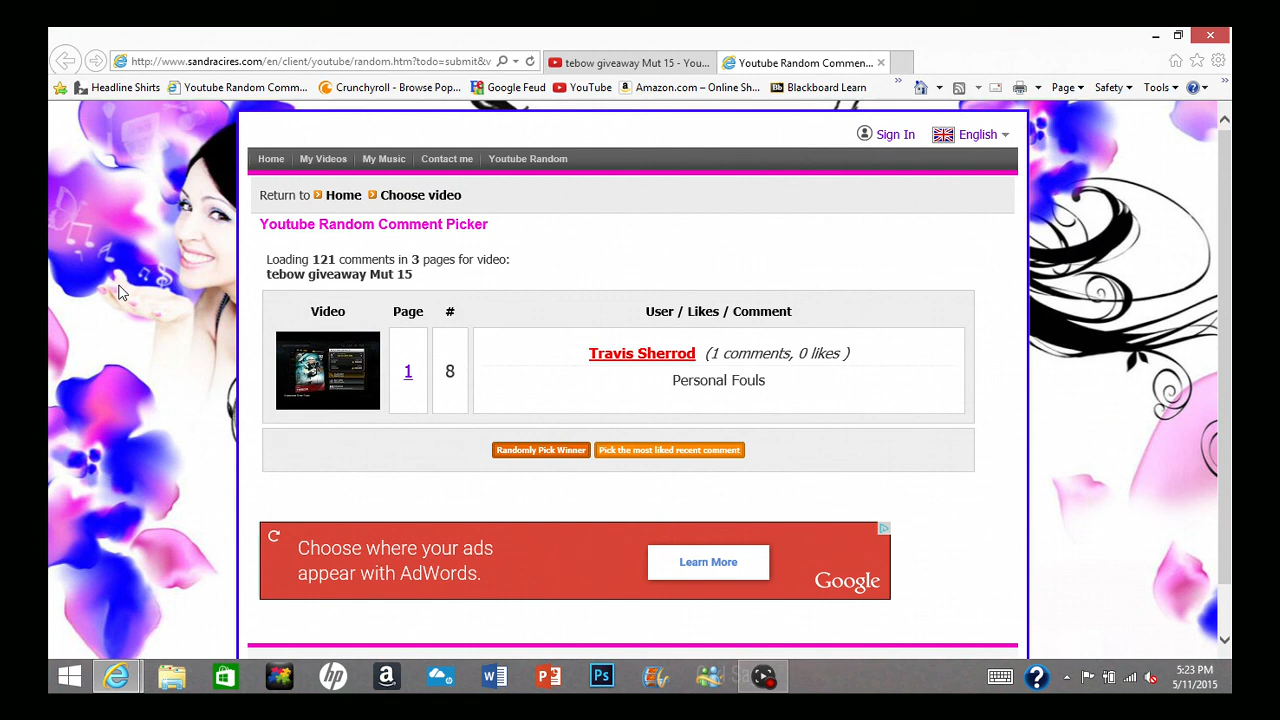 http://www.sandracires.com/en/client/youtube/random.htm?todo=submit&v
tebow giveaway Mut 15 - You...
Youtube Random Commen...
Headline Shirts
Youtube Random Comm...
Crunchyroll - Browse Pop...
Google Feud
YouTube
Amazon.com – Online Sh...
Blackboard Learn
Page
Safety
Tools
Sign In
English
Home
My Videos
My Music
Contact me
Youtube Random
Return to Home Choose video
Youtube Random Comment Picker
Loading 121 comments in 3 pages for video:
tebow giveaway Mut 15
Video Page # User / Likes / Comment
1 8 Travis Sherrod (1 comments, 0 likes )
Personal Fouls
Randomly Pick Winner Pick the most liked recent comment
Choose where your ads
appear with AdWords.
Learn More
Google
5:23 PM
5/11/2015